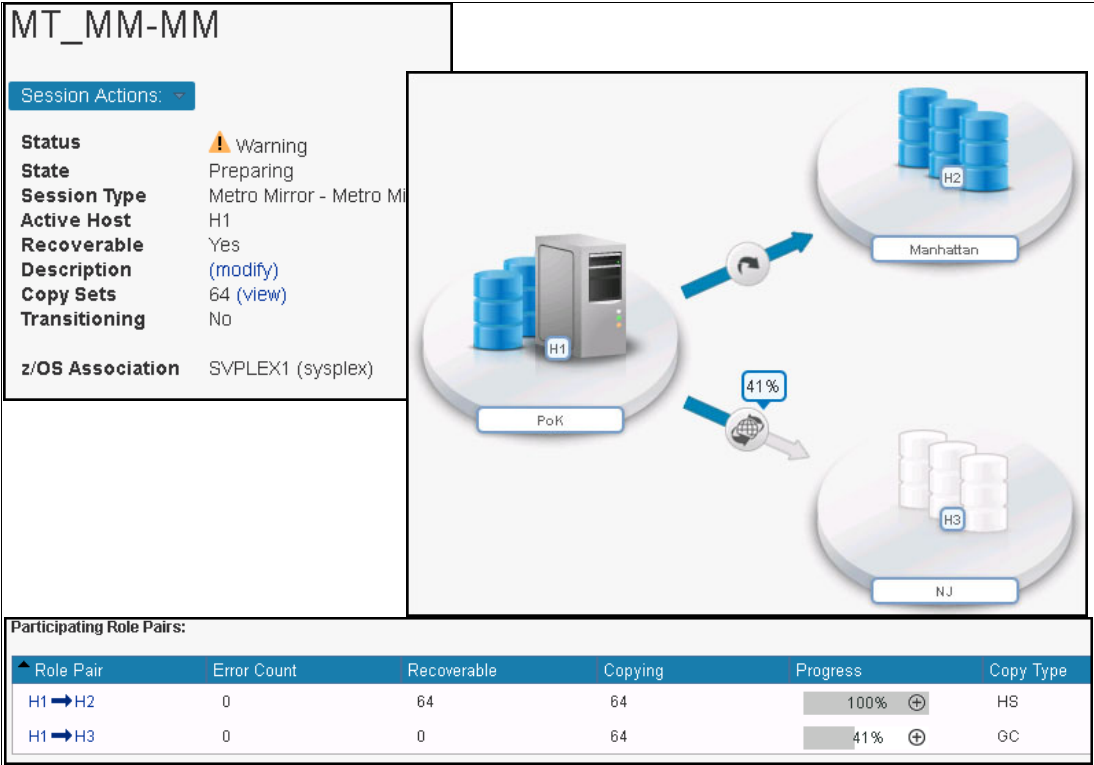 MT_MM-MM
Session Actions:
Status Warning
State Preparing
Session Type Metro Mirror - Metro Mi
Active Host H1
Recoverable Yes
Description (modify)
Copy Sets 64 (view)
Transitioning No
z/OS Association SVPLEX1 (sysplex)
H2
Manhattan
H1
PoK
41%
H3
NJ
Participating Role Pairs:
Role Pair Error Count Recoverable Copying Progress Copy Type
H1 H2 0 64 64 100% HS
H1 H3 0 0 64 41% GC